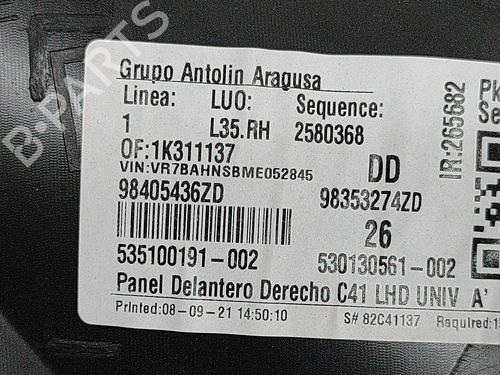 Grupo Antolin Aragusa
Linea: LUO: Sequence:
1 L35.RH 2580368
OF:1K311137
VIN:VR7BAHNSBME052845
DD
98405436ZD 98353274ZD
26
535100191-002 530130561-002
Panel Delantero Derecho C41 LHD UNIV A'
Printed:08-09-21 14:50:10 S# 82C41137 Required:1
IR:265682
B-PARTS